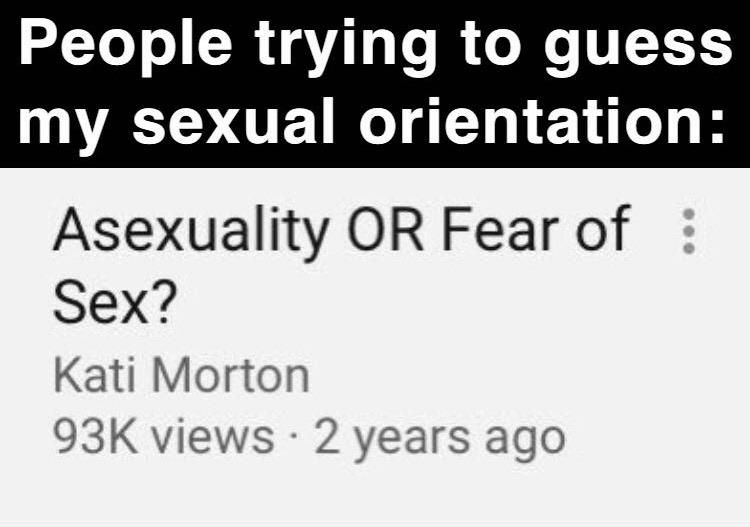 People trying to guess
my sexual orientation:
Asexuality OR Fear of
Sex?
Kati Morton
93K views · 2 years ago